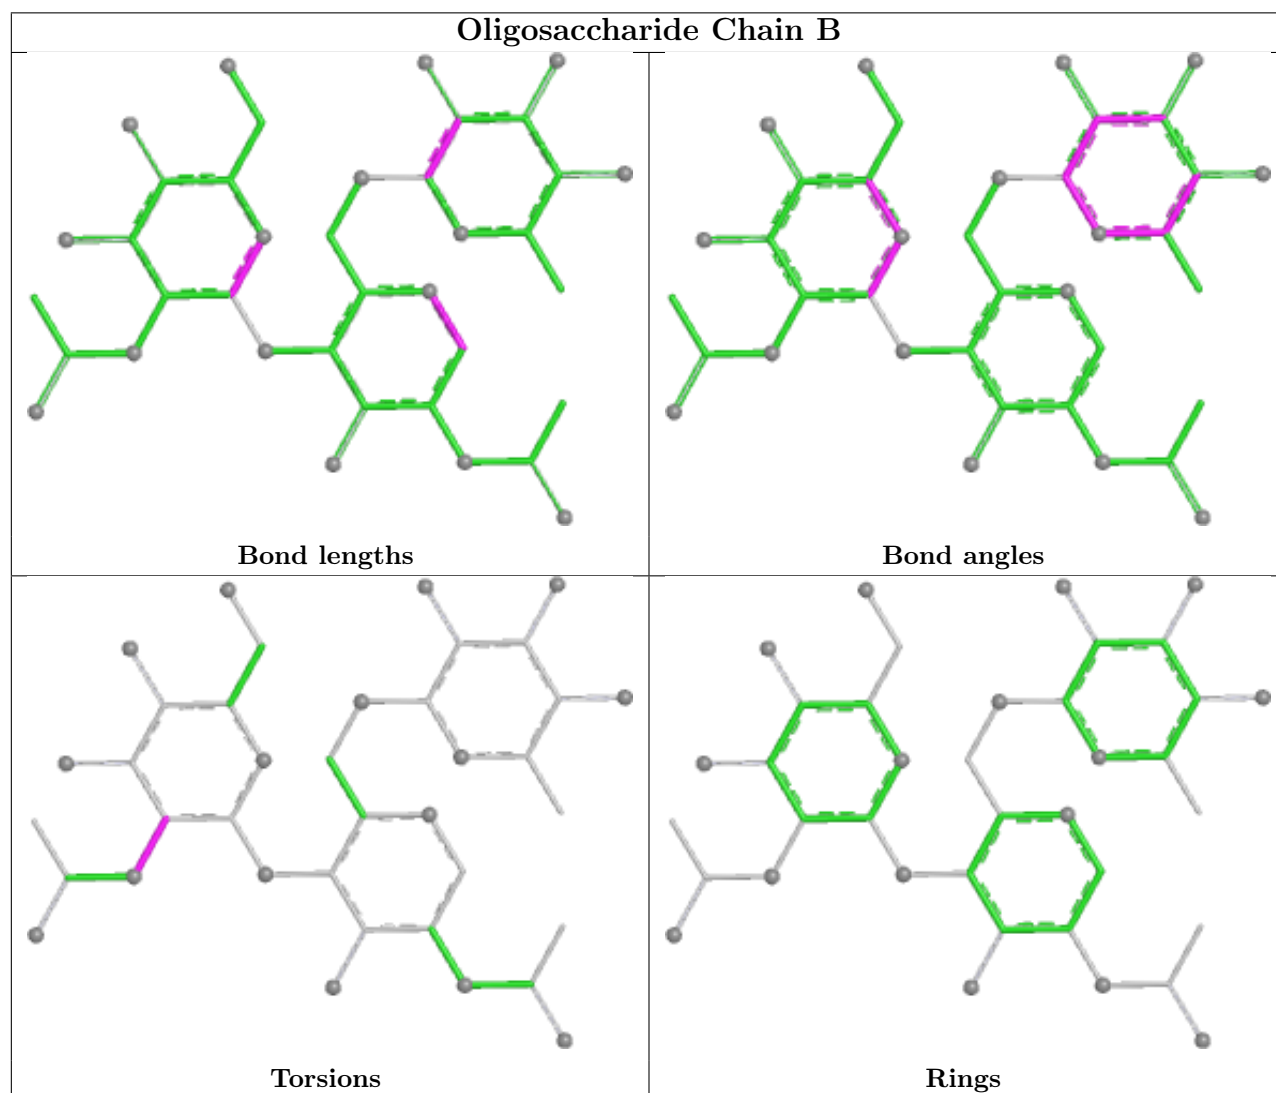 Oligosaccharide Chain B
Bond lengths
Bond angles
Torsions
Rings